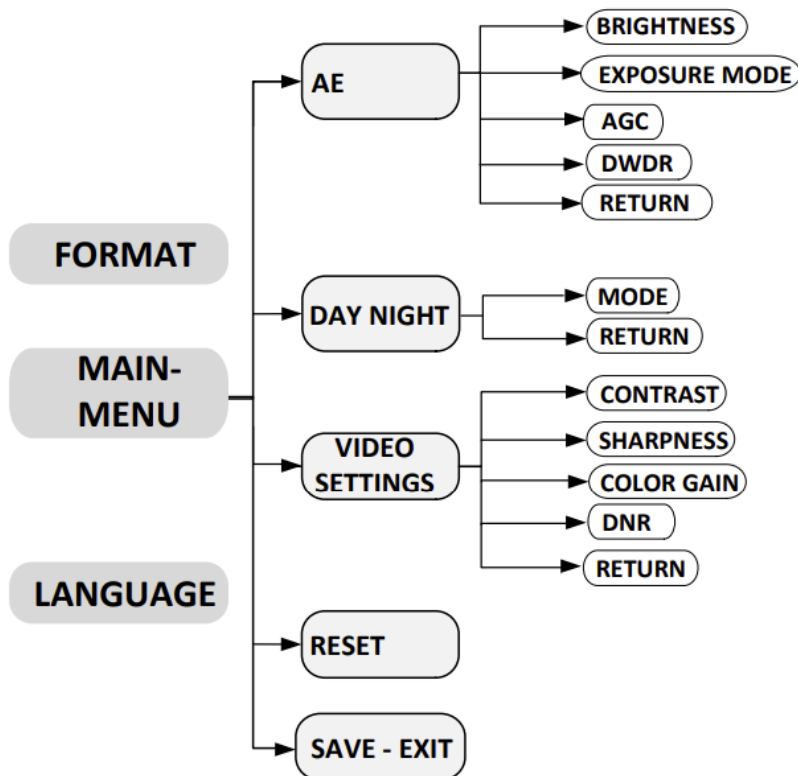 FORMAT
MAIN-
MENU
LANGUAGE
AE
BRIGHTNESS
EXPOSURE MODE
AGC
DWDR
RETURN
DAY NIGHT
MODE
RETURN
VIDEO
SETTINGS
CONTRAST
SHARPNESS
COLOR GAIN
DNR
RETURN
RESET
SAVE - EXIT